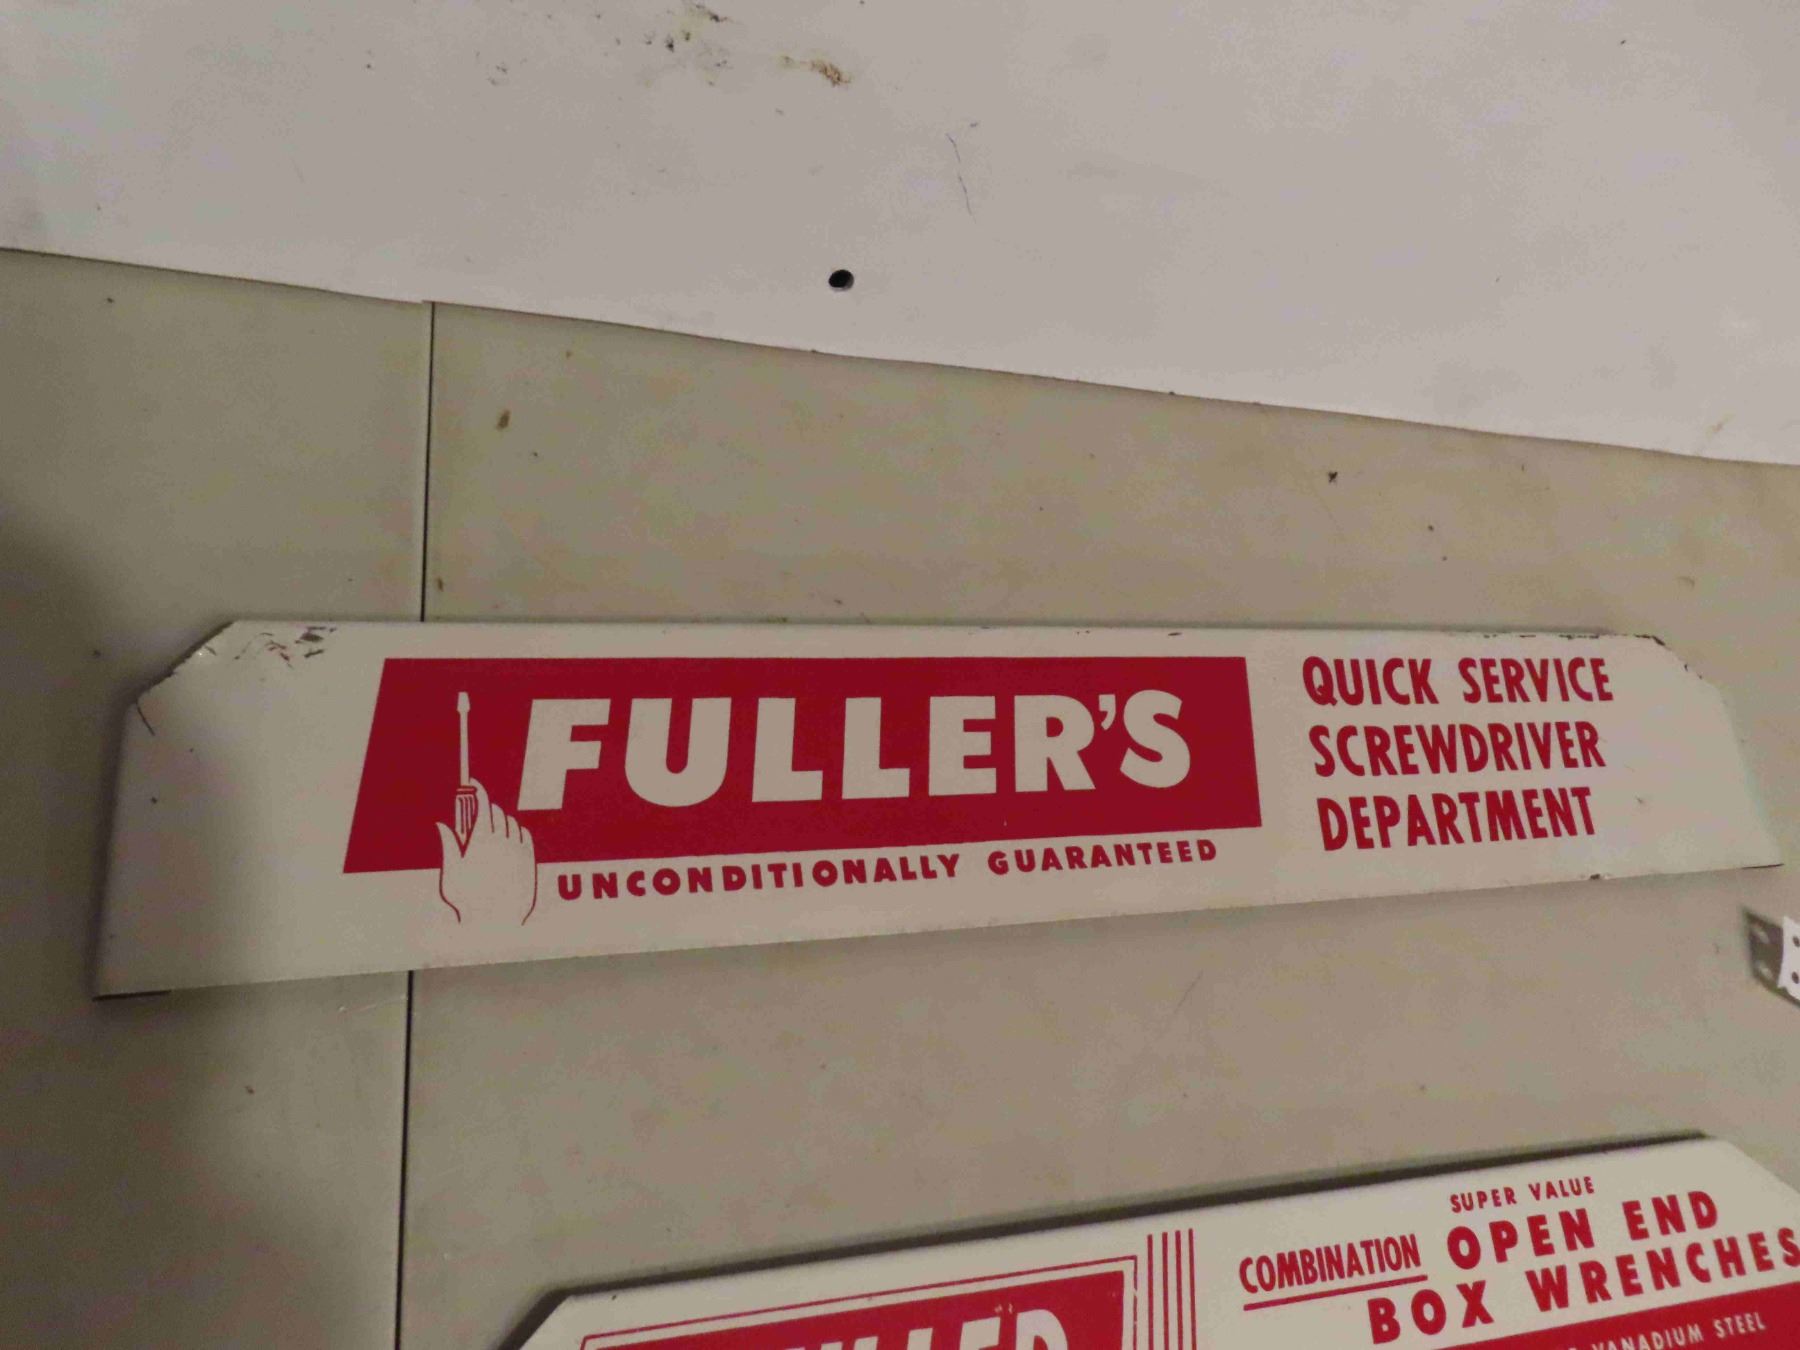 FULLER'S
UNCONDITIONALLY GUARANTEED
QUICK SERVICE
SCREWDRIVER
DEPARTMENT
SUPER VALUE
COMBINATION OPEN END
BOX WRENCHES
VANADIUM STEEL